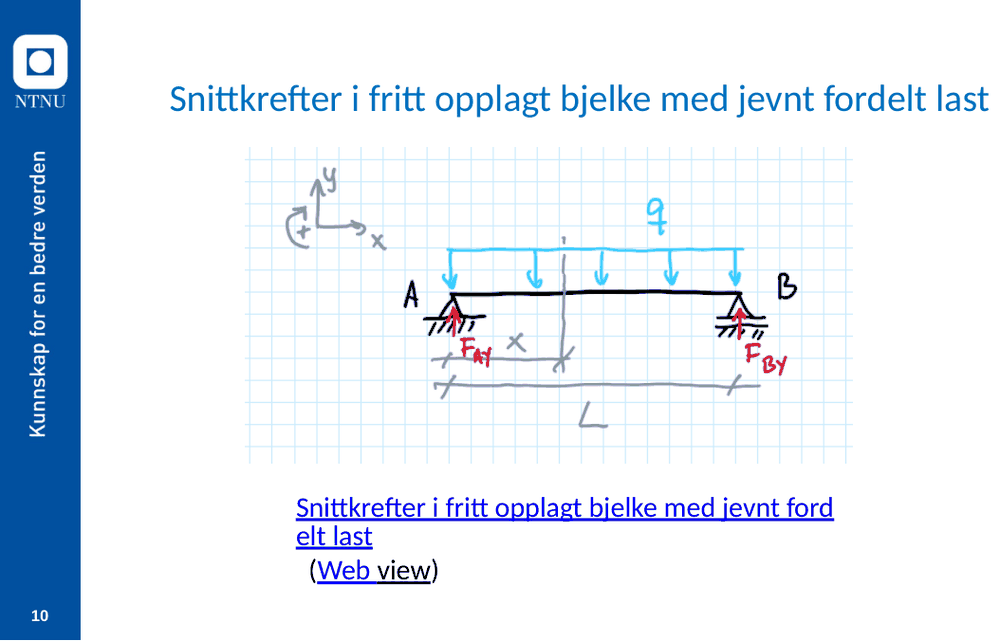 NTNU
Kunnskap for en bedre verden
Snittkrefter i fritt opplagt bjelke med jevnt fordelt last
y
+
x
q
A
B
x
FAY
FBY
L
Snittkrefter i fritt opplagt bjelke med jevnt ford
elt last
(Web view)
10